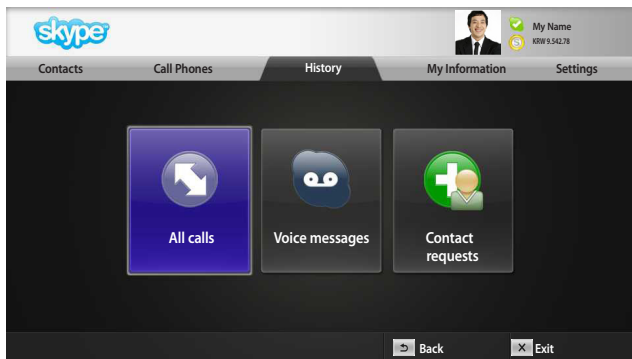 skype
My Name
KRW 9.542.78
Contacts Call Phones History My Information Settings
All calls Voice messages Contact
requests
Back Exit